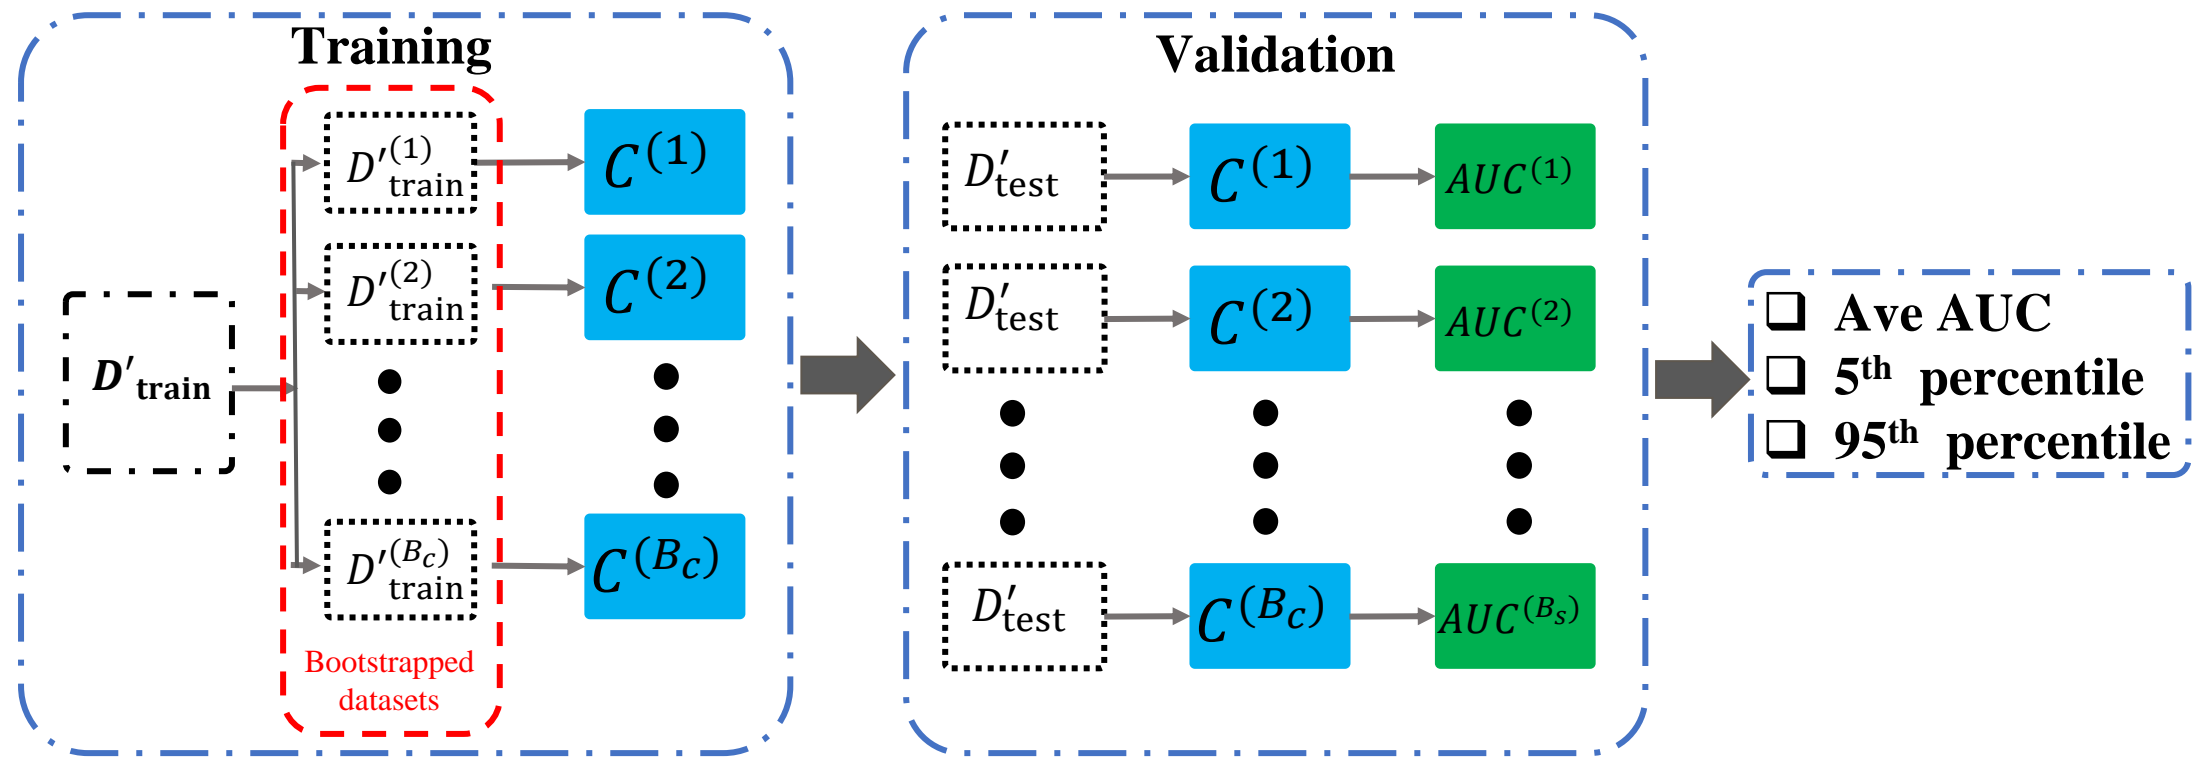 Training
D′train
D′(1)train
D′(2)train
D′(Bc)train
Bootstrapped
datasets
C(1)
C(2)
C(Bc)
Validation
D′test
C(1)
AUC(1)
D′test
C(2)
AUC(2)
D′test
C(Bc)
AUC(Bs)
❑ Ave AUC
❑ 5th percentile
❑ 95th percentile